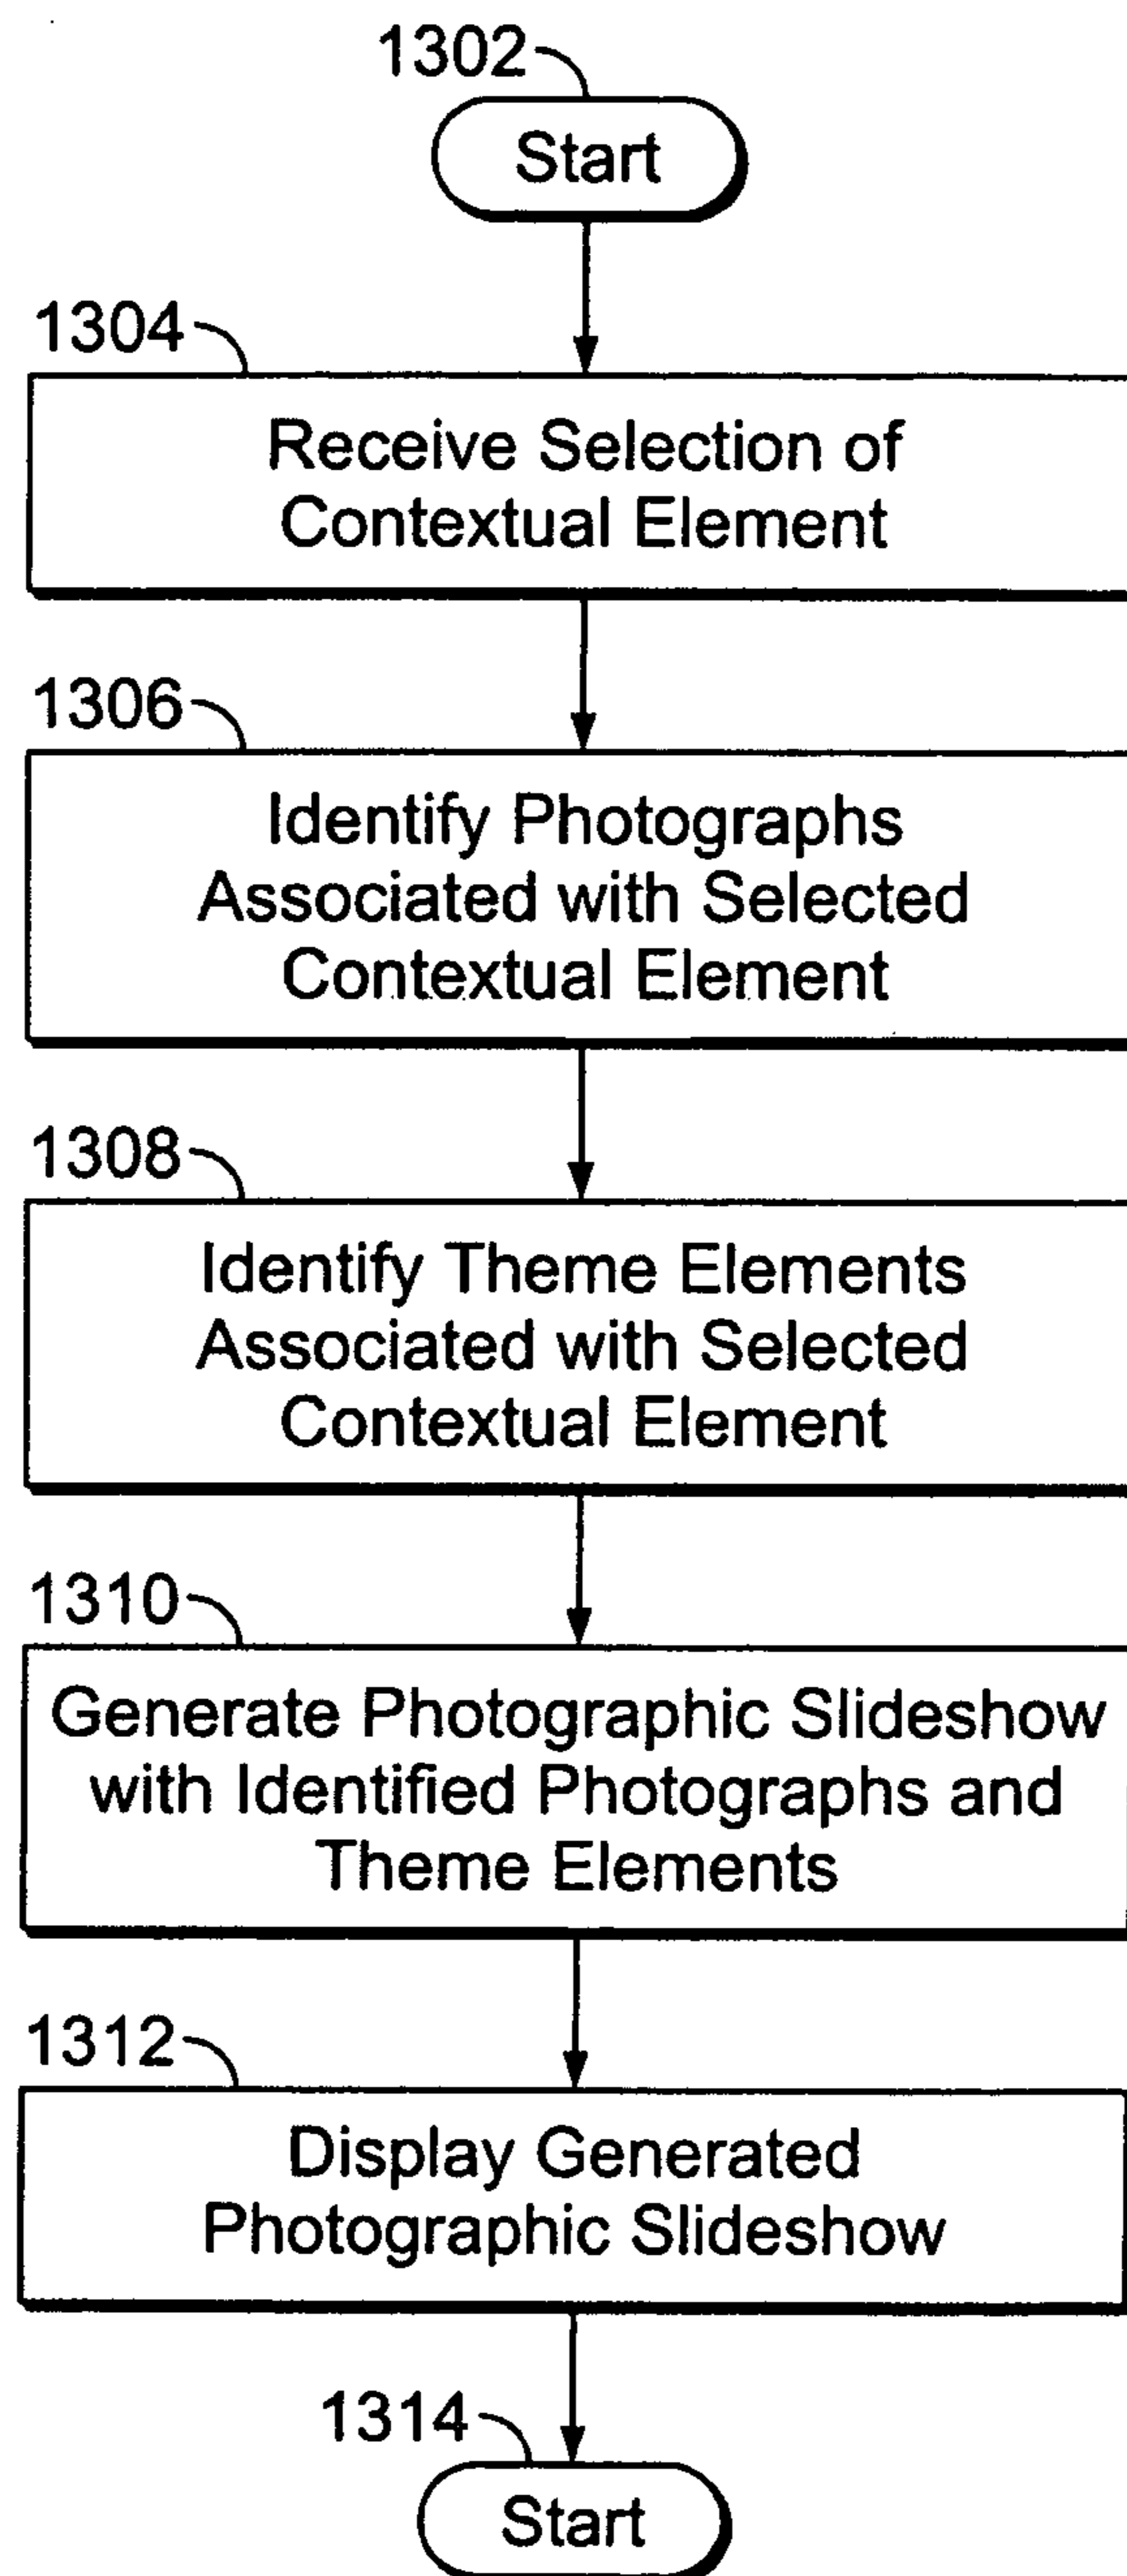 1302
Start
1304
Receive Selection of
Contextual Element
1306
Identify Photographs
Associated with Selected
Contextual Element
1308
Identify Theme Elements
Associated with Selected
Contextual Element
1310
Generate Photographic Slideshow
with Identified Photographs and
Theme Elements
1312
Display Generated
Photographic Slideshow
1314
Start